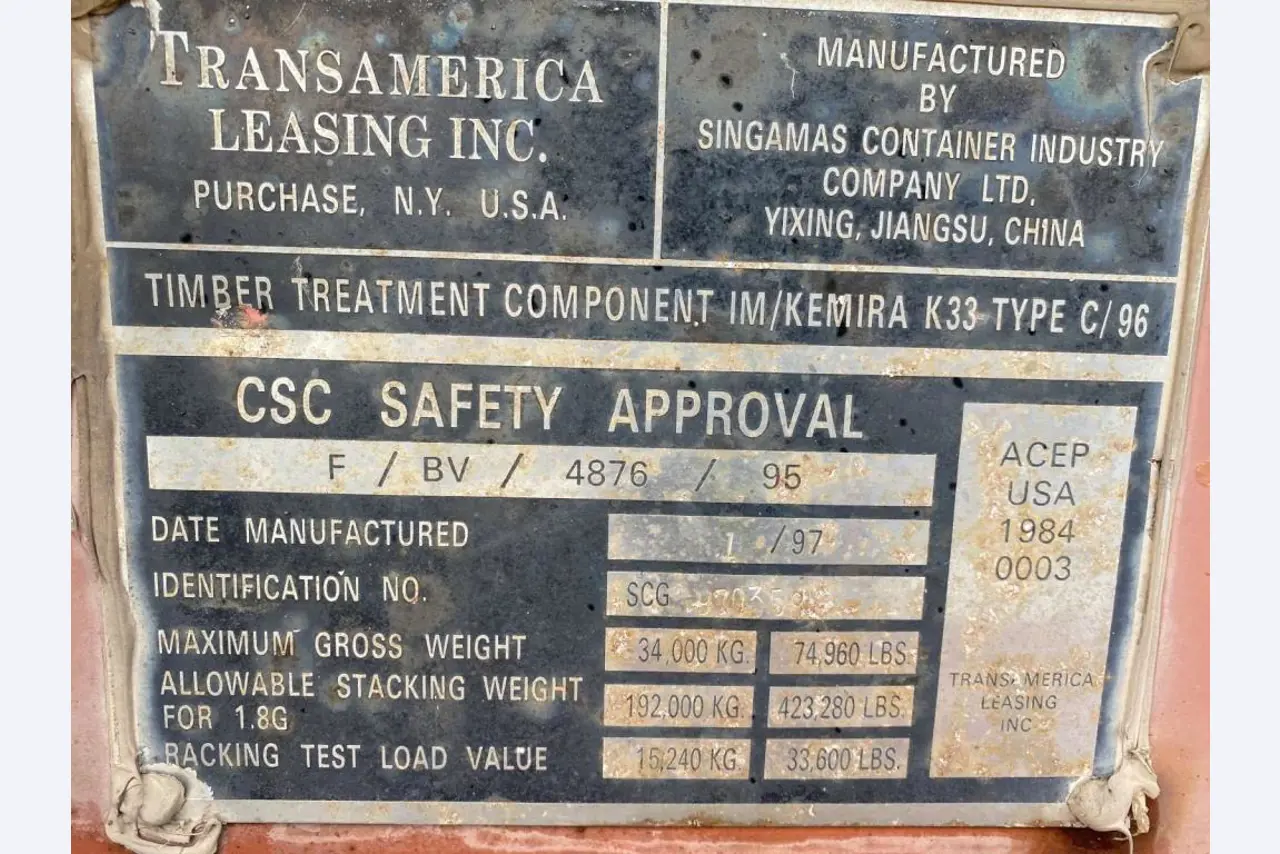 TRANSAMERICA
LEASING INC.
PURCHASE, N.Y. U.S.A.
MANUFACTURED
BY
SINGAMAS CONTAINER INDUSTRY
COMPANY LTD.
YIXING, JIANGSU, CHINA
TIMBER TREATMENT COMPONENT IM/KEMIRA K33 TYPE C/96
CSC SAFETY APPROVAL
F / BV / 4876 / 95
DATE MANUFACTURED 1 /97
IDENTIFICATION NO. SCG
MAXIMUM GROSS WEIGHT 34,000 KG. 74,960 LBS.
ALLOWABLE STACKING WEIGHT
FOR 1.8G 192,000 KG. 423,280 LBS.
RACKING TEST LOAD VALUE 15,240 KG. 33,600 LBS.
ACEP
USA
1984
0003
TRANSAMERICA
LEASING
INC